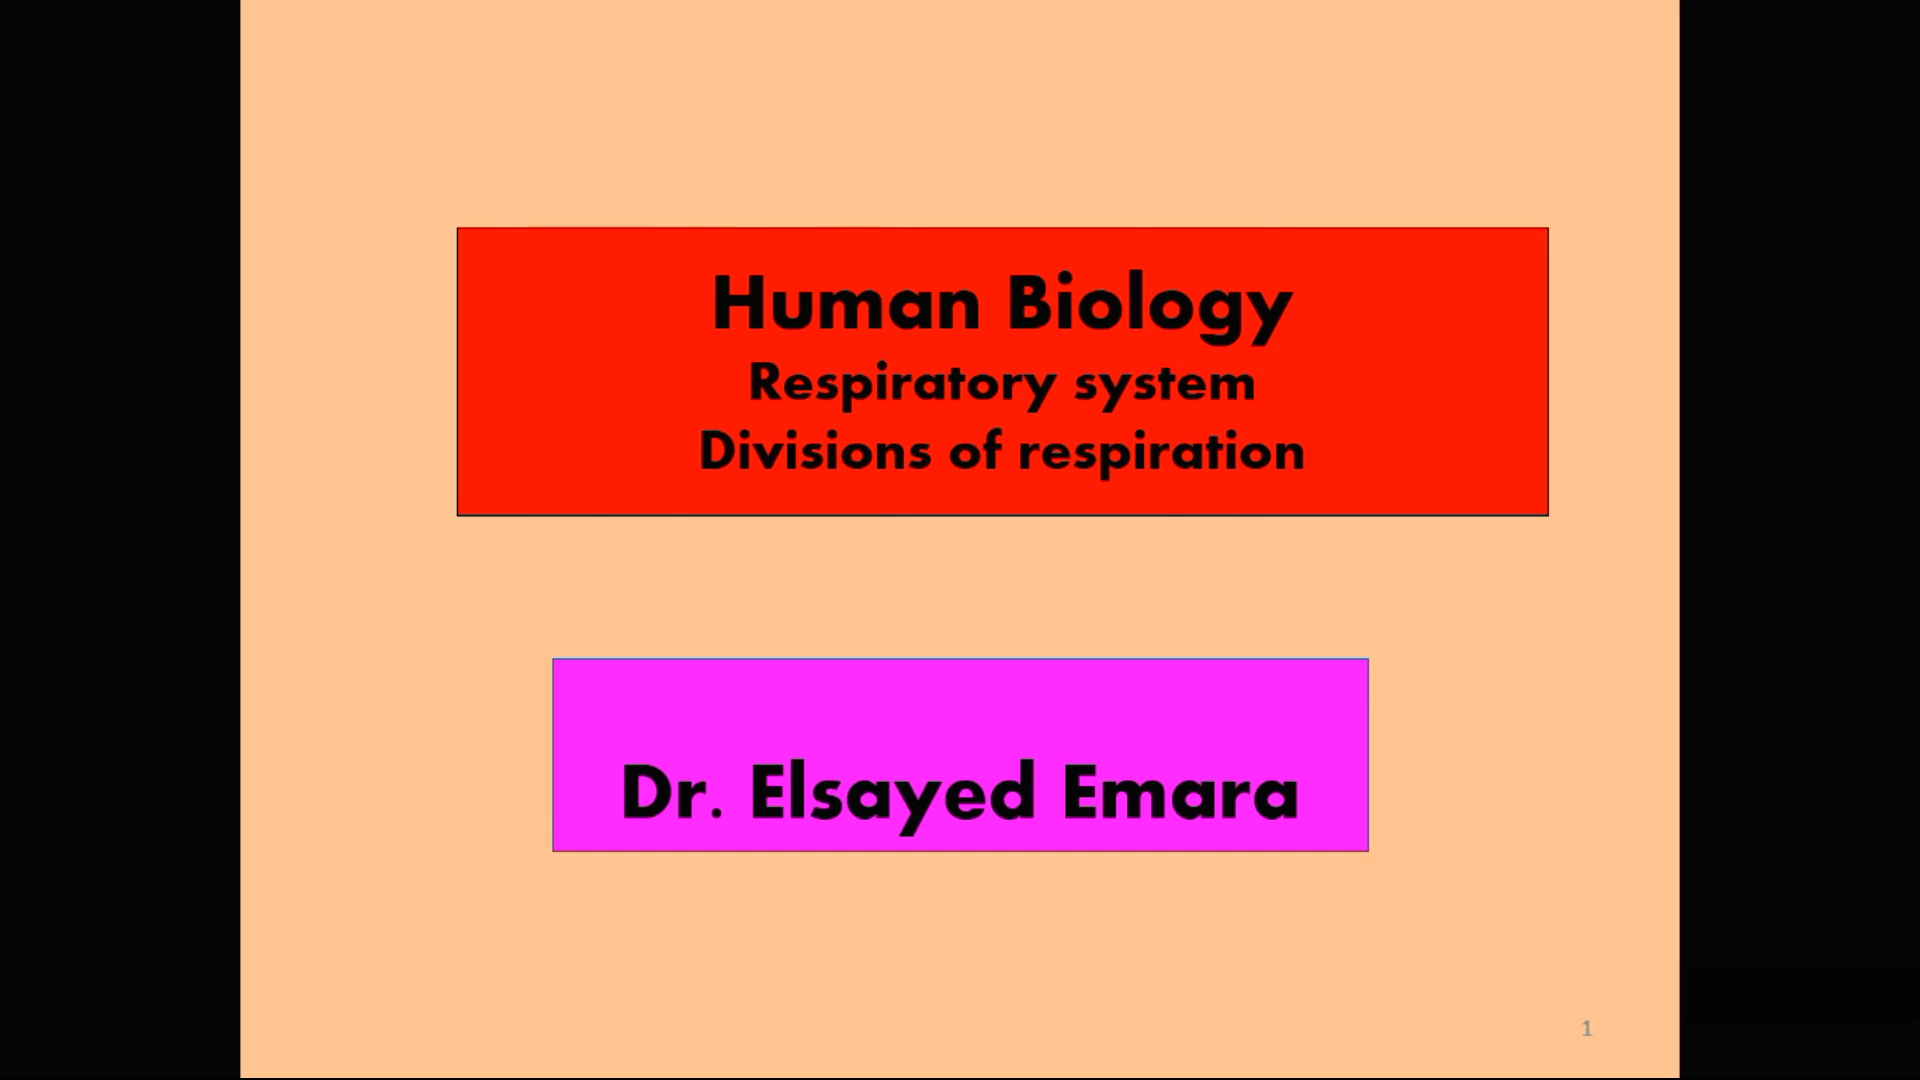 Human Biology
Respiratory system
Divisions of respiration
Dr. Elsayed Emara
1